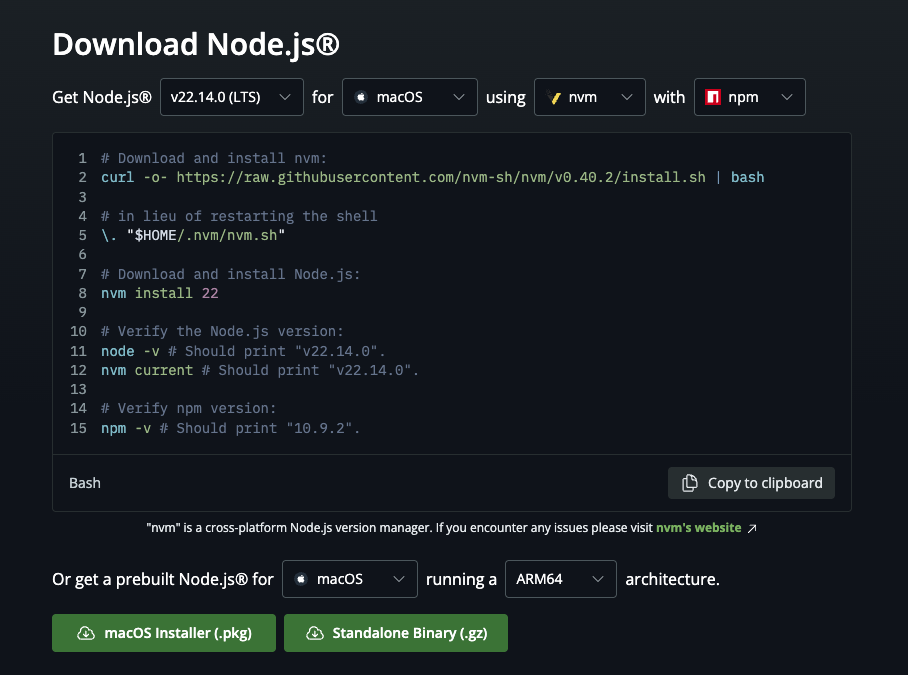 Download Node.js®
Get Node.js® v22.14.0 (LTS) for macOS using nvm with npm
1 # Download and install nvm:
2 curl -o- https://raw.githubusercontent.com/nvm-sh/nvm/v0.40.2/install.sh | bash
3
4 # in lieu of restarting the shell
5 \. "$HOME/.nvm/nvm.sh"
6
7 # Download and install Node.js:
8 nvm install 22
9
10 # Verify the Node.js version:
11 node -v # Should print "v22.14.0".
12 nvm current # Should print "v22.14.0".
13
14 # Verify npm version:
15 npm -v # Should print "10.9.2".
Bash Copy to clipboard
"nvm" is a cross-platform Node.js version manager. If you encounter any issues please visit nvm's website
Or get a prebuilt Node.js® for macOS running a ARM64 architecture.
macOS Installer (.pkg) Standalone Binary (.gz)